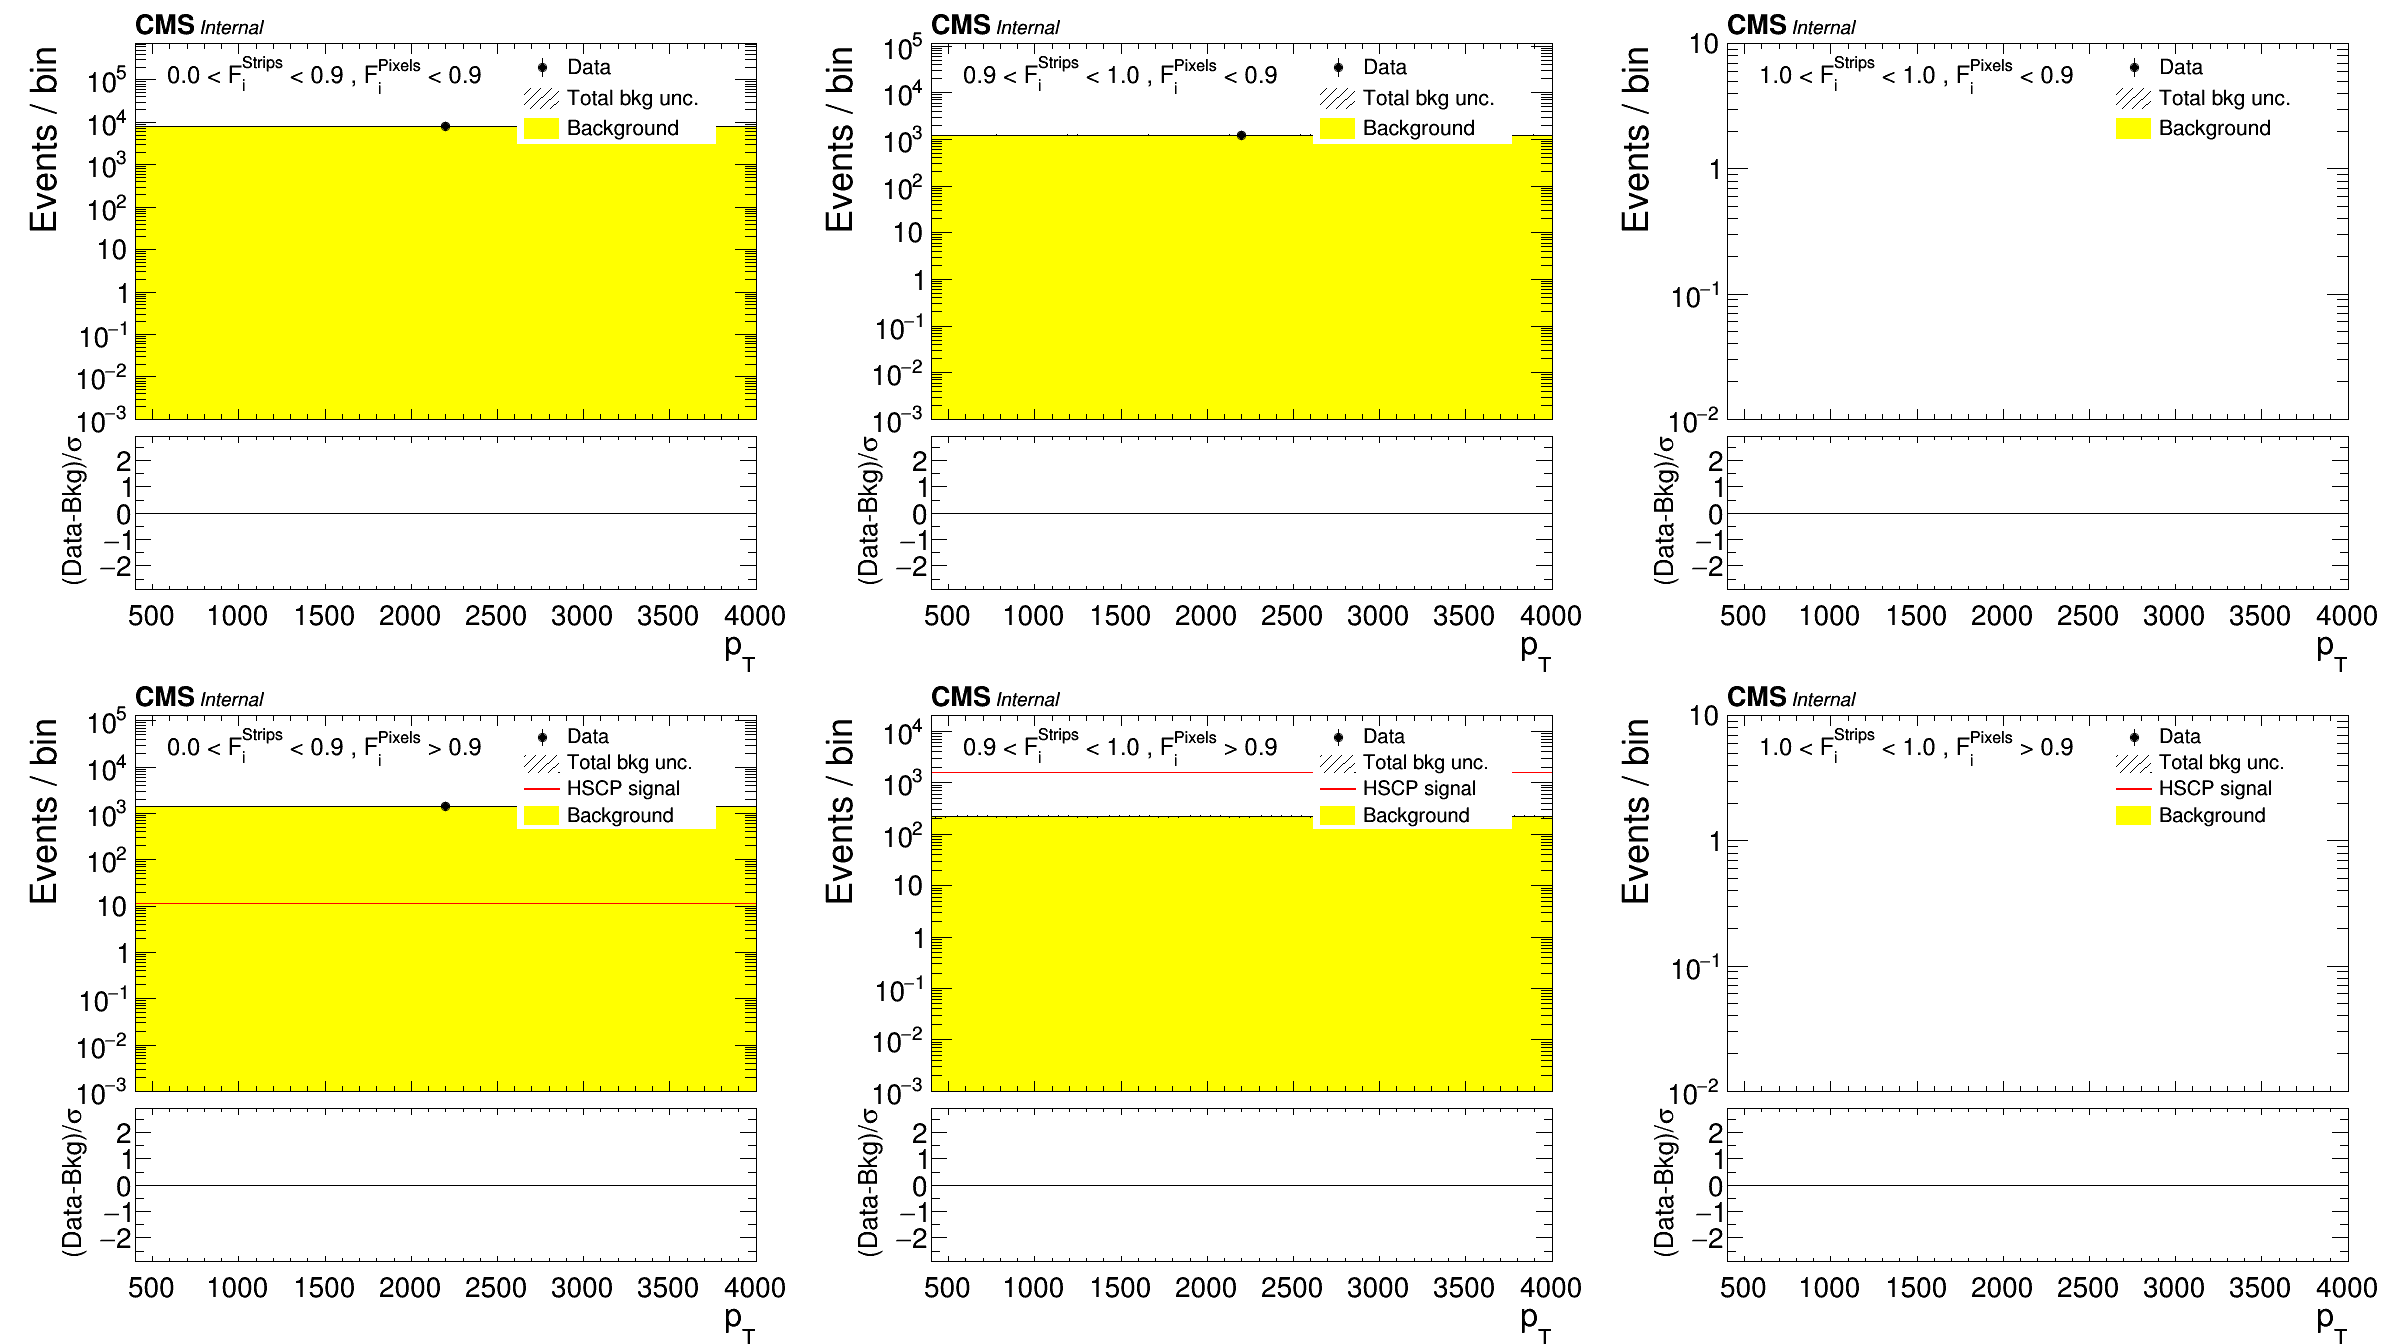 CMS Internal
Events / bin
0.0 < F_i^Strips < 0.9 , F_i^Pixels < 0.9
Data
Total bkg unc.
Background
10^5
10^4
10^3
10^2
10
1
10^−1
10^−2
10^−3
(Data-Bkg)/σ
2
1
0
−1
−2
500 1000 1500 2000 2500 3000 3500 4000
p_T
CMS Internal
Events / bin
0.9 < F_i^Strips < 1.0 , F_i^Pixels < 0.9
Data
Total bkg unc.
Background
10^5
10^4
10^3
10^2
10
1
10^−1
10^−2
10^−3
(Data-Bkg)/σ
2
1
0
−1
−2
500 1000 1500 2000 2500 3000 3500 4000
p_T
CMS Internal
Events / bin
1.0 < F_i^Strips < 1.0 , F_i^Pixels < 0.9
Data
Total bkg unc.
Background
10
1
10^−1
10^−2
(Data-Bkg)/σ
2
1
0
−1
−2
500 1000 1500 2000 2500 3000 3500 4000
p_T
CMS Internal
Events / bin
0.0 < F_i^Strips < 0.9 , F_i^Pixels > 0.9
Data
Total bkg unc.
HSCP signal
Background
10^5
10^4
10^3
10^2
10
1
10^−1
10^−2
10^−3
(Data-Bkg)/σ
2
1
0
−1
−2
500 1000 1500 2000 2500 3000 3500 4000
p_T
CMS Internal
Events / bin
0.9 < F_i^Strips < 1.0 , F_i^Pixels > 0.9
Data
Total bkg unc.
HSCP signal
Background
10^4
10^3
10^2
10
1
10^−1
10^−2
10^−3
(Data-Bkg)/σ
2
1
0
−1
−2
500 1000 1500 2000 2500 3000 3500 4000
p_T
CMS Internal
Events / bin
1.0 < F_i^Strips < 1.0 , F_i^Pixels > 0.9
Data
Total bkg unc.
HSCP signal
Background
10
1
10^−1
10^−2
(Data-Bkg)/σ
2
1
0
−1
−2
500 1000 1500 2000 2500 3000 3500 4000
p_T